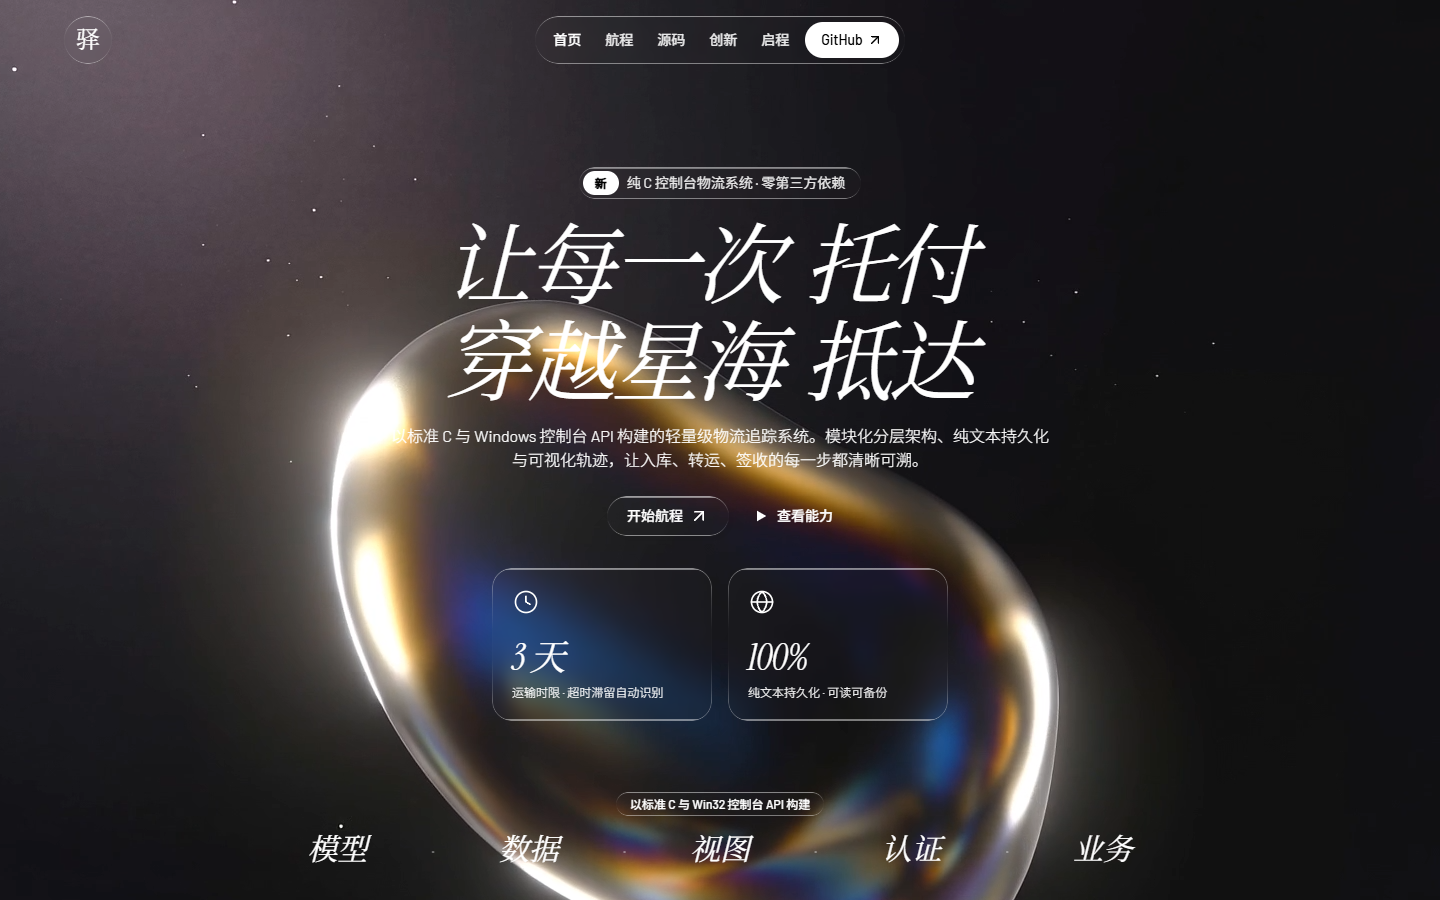 驿
首页 航程 源码 创新 启程 GitHub
新 纯 C 控制台物流系统 · 零第三方依赖
让每一次 托付
穿越星海 抵达
以标准 C 与 Windows 控制台 API 构建的轻量级物流追踪系统。模块化分层架构、纯文本持久化
与可视化轨迹，让入库、转运、签收的每一步都清晰可溯。
开始航程 查看能力
3 天
运输时限 · 超时滞留自动识别
100%
纯文本持久化 · 可读可备份
以标准 C 与 Win32 控制台 API 构建
模型 · 数据 · 视图 · 认证 · 业务